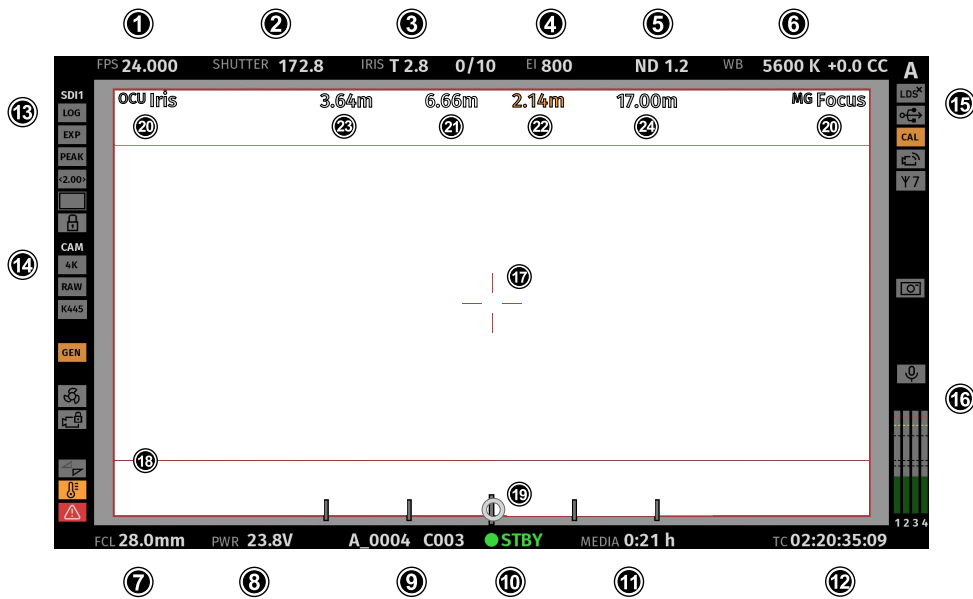 1 2 3 4 5 6
FPS 24.000 SHUTTER 172.8 IRIS T 2.8 0/10 EI 800 ND 1.2 WB 5600 K +0.0 CC A
13 SDI1 OCU Iris 3.64m 6.66m 2.14m 17.00m MG Focus LDS× 15
LOG
20 23 21 22 24 20
EXP CAL
PEAK
<2.00> 7
CAM
14 4K 17
RAW
K445
GEN
16
18
19
1 2 3 4
FCL 28.0mm PWR 23.8V A_0004 C003 STBY MEDIA 0:21 h TC 02:20:35:09
7 8 9 10 11 12